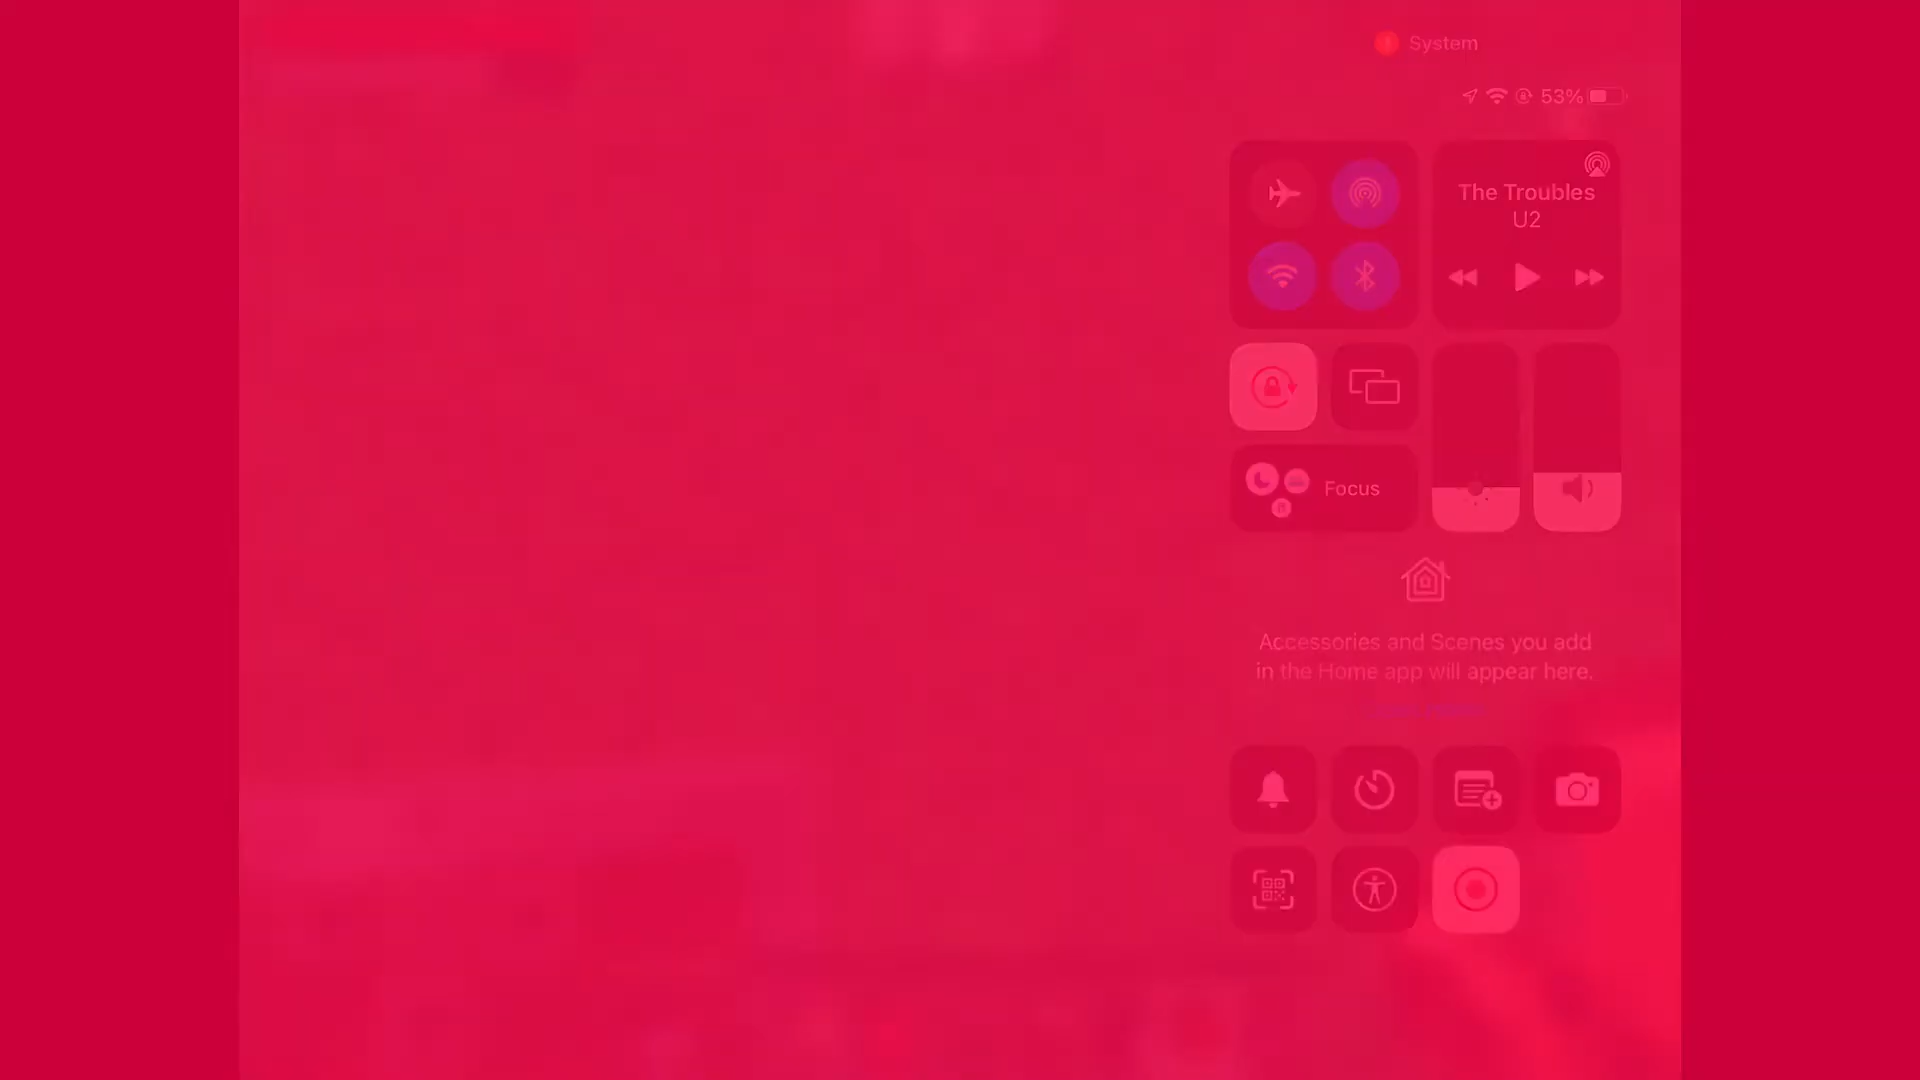 System
53%
The Troubles
U2
Focus
Accessories and Scenes you add
in the Home app will appear here.